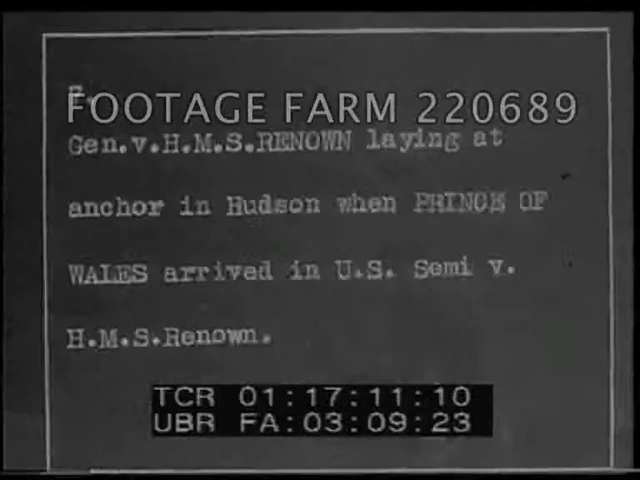 2.
FOOTAGE FARM 220689
Gen.v.H.M.S.RENOWN laying at
anchor in Hudson when PRINCE OF
WALES arrived in U.S. Semi v.
H.M.S.Renown.
TCR 01:17:11:10
UBR FA:03:09:23